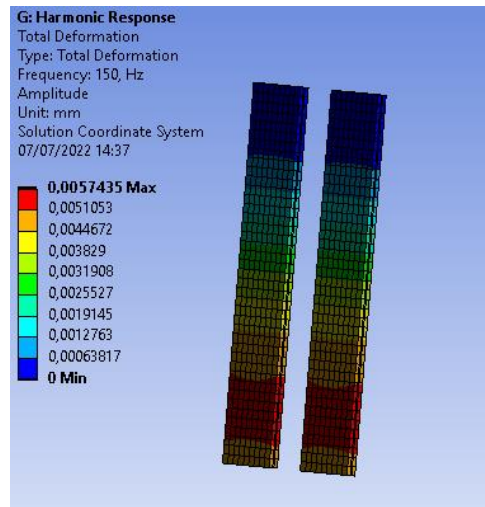 G: Harmonic Response
Total Deformation
Type: Total Deformation
Frequency: 150, Hz
Amplitude
Unit: mm
Solution Coordinate System
07/07/2022 14:37
0,0057435 Max
0,0051053
0,0044672
0,003829
0,0031908
0,0025527
0,0019145
0,0012763
0,00063817
0 Min